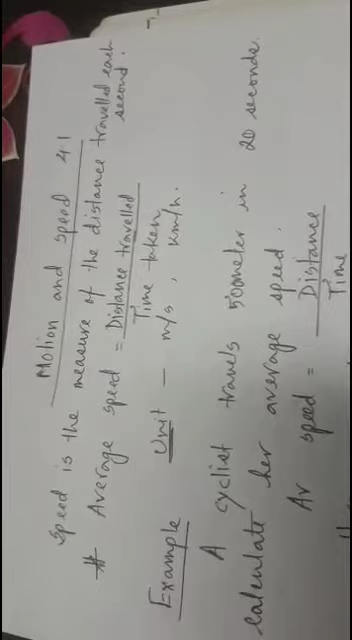 Motion and speed 4.1
Speed is the measure of the distance travelled each
second.
# Average speed = Distance travelled
Time taken
Unit — m/s, km/h.
Example
A cyclist travels 500meter in 20 seconds.
Calculate her average speed.
Av speed = Distance
Time